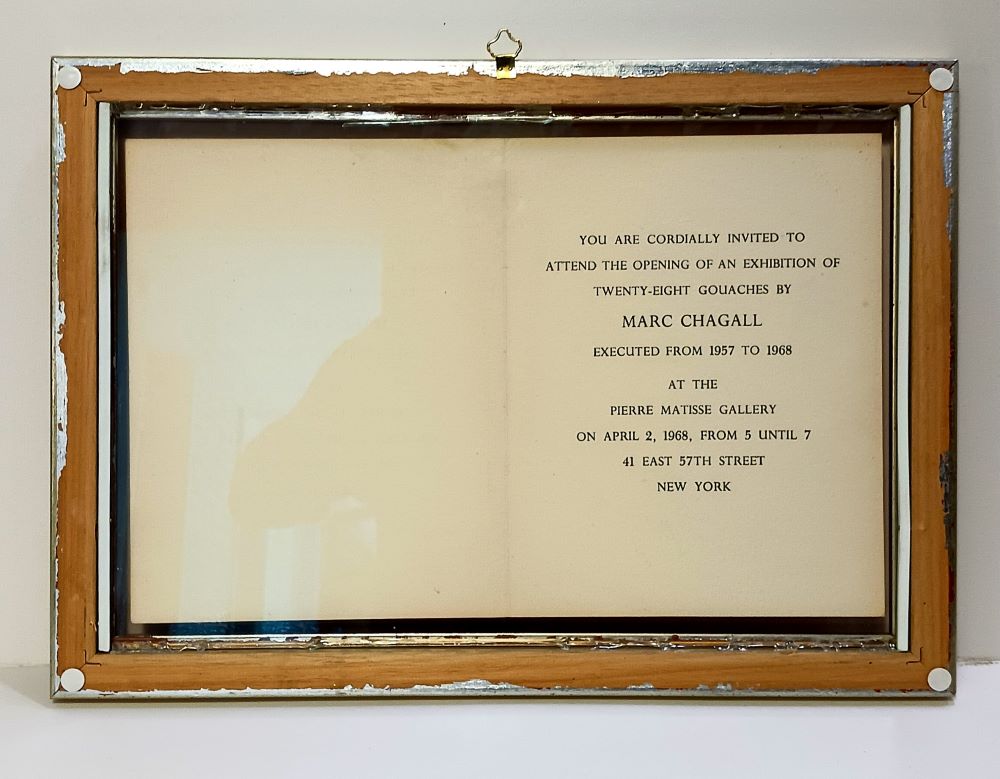 YOU ARE CORDIALLY INVITED TO
ATTEND THE OPENING OF AN EXHIBITION OF
TWENTY-EIGHT GOUACHES BY
MARC CHAGALL
EXECUTED FROM 1957 TO 1968
AT THE
PIERRE MATISSE GALLERY
ON APRIL 2, 1968, FROM 5 UNTIL 7
41 EAST 57TH STREET
NEW YORK